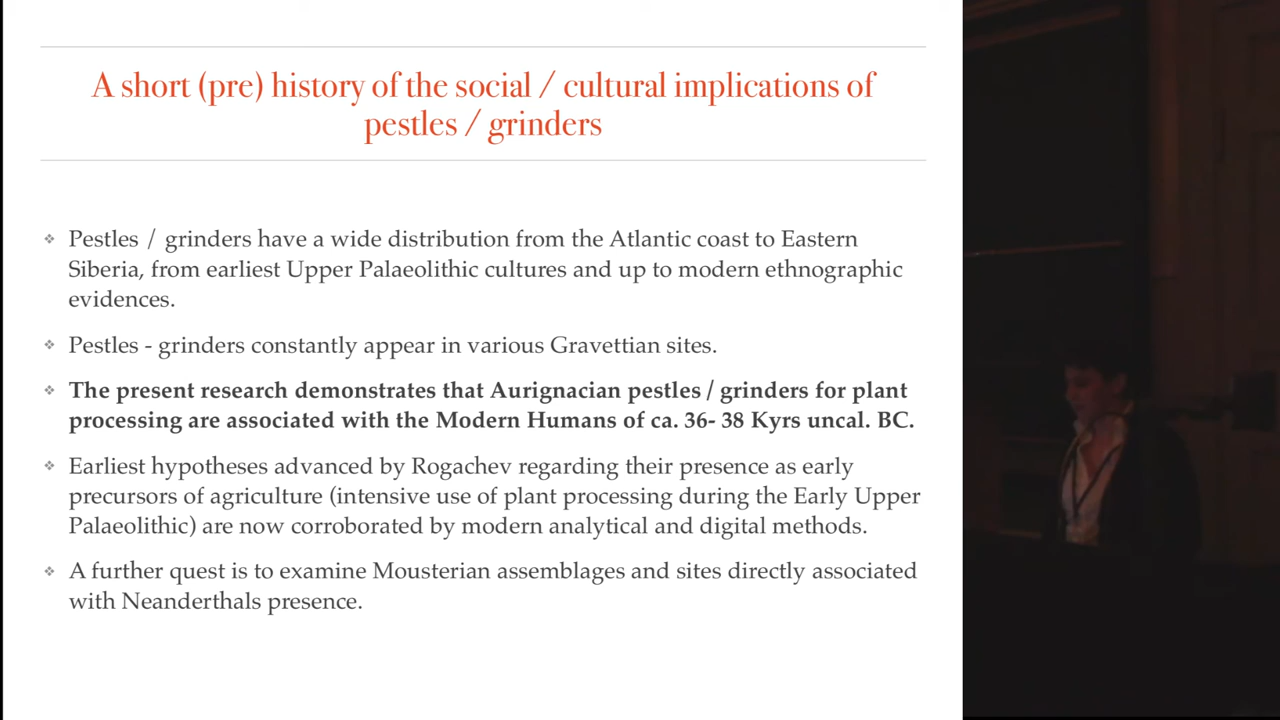 A short (pre) history of the social / cultural implications of
pestles / grinders
Pestles / grinders have a wide distribution from the Atlantic coast to Eastern
Siberia, from earliest Upper Palaeolithic cultures and up to modern ethnographic
evidences.
Pestles - grinders constantly appear in various Gravettian sites.
The present research demonstrates that Aurignacian pestles / grinders for plant
processing are associated with the Modern Humans of ca. 36- 38 Kyrs uncal. BC.
Earliest hypotheses advanced by Rogachev regarding their presence as early
precursors of agriculture (intensive use of plant processing during the Early Upper
Palaeolithic) are now corroborated by modern analytical and digital methods.
A further quest is to examine Mousterian assemblages and sites directly associated
with Neanderthals presence.